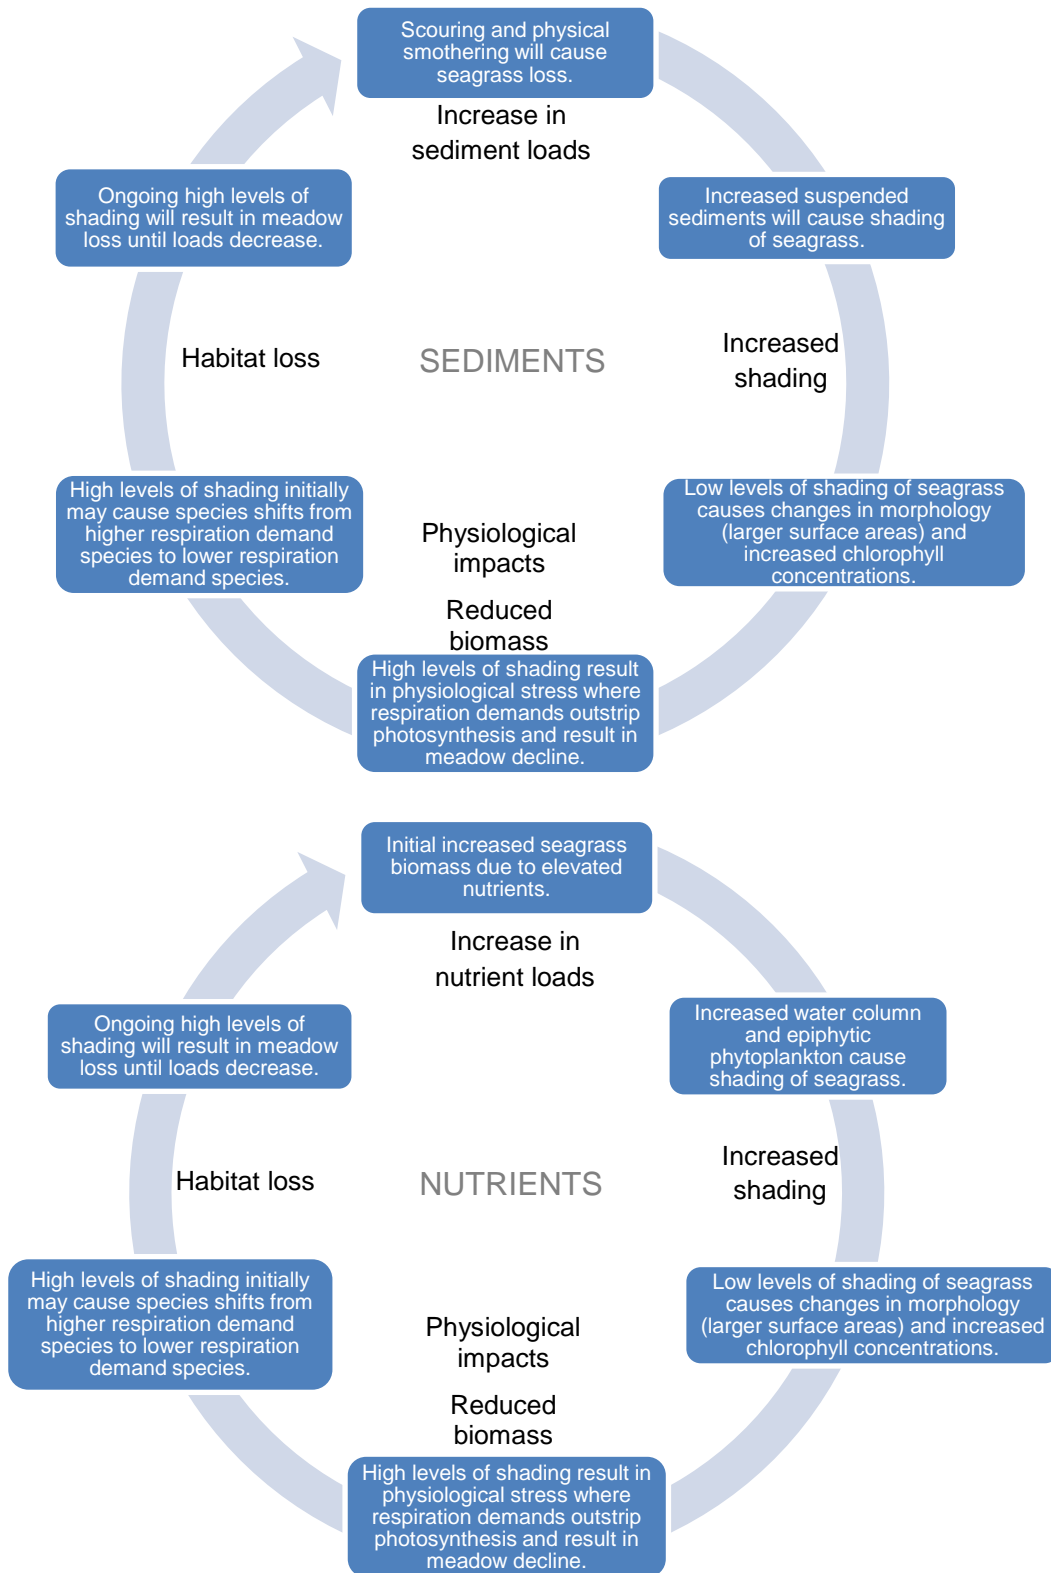 Scouring and physical
smothering will cause
seagrass loss.
Increase in
sediment loads
Ongoing high levels of
shading will result in meadow
loss until loads decrease.
Increased suspended
sediments will cause shading
of seagrass.
Habitat loss
SEDIMENTS
Increased
shading
High levels of shading initially
may cause species shifts from
higher respiration demand
species to lower respiration
demand species.
Low levels of shading of seagrass
causes changes in morphology
(larger surface areas) and
increased chlorophyll
concentrations.
Physiological
impacts
Reduced
biomass
High levels of shading result
in physiological stress where
respiration demands outstrip
photosynthesis and result in
meadow decline.
Initial increased seagrass
biomass due to elevated
nutrients.
Increase in
nutrient loads
Ongoing high levels of
shading will result in meadow
loss until loads decrease.
Increased water column
and epiphytic
phytoplankton cause
shading of seagrass.
Habitat loss
NUTRIENTS
Increased
shading
High levels of shading initially
may cause species shifts from
higher respiration demand
species to lower respiration
demand species.
Low levels of shading of seagrass
causes changes in morphology
(larger surface areas) and increased
chlorophyll concentrations.
Physiological
impacts
Reduced
biomass
High levels of shading result in
physiological stress where
respiration demands outstrip
photosynthesis and result in
meadow decline.